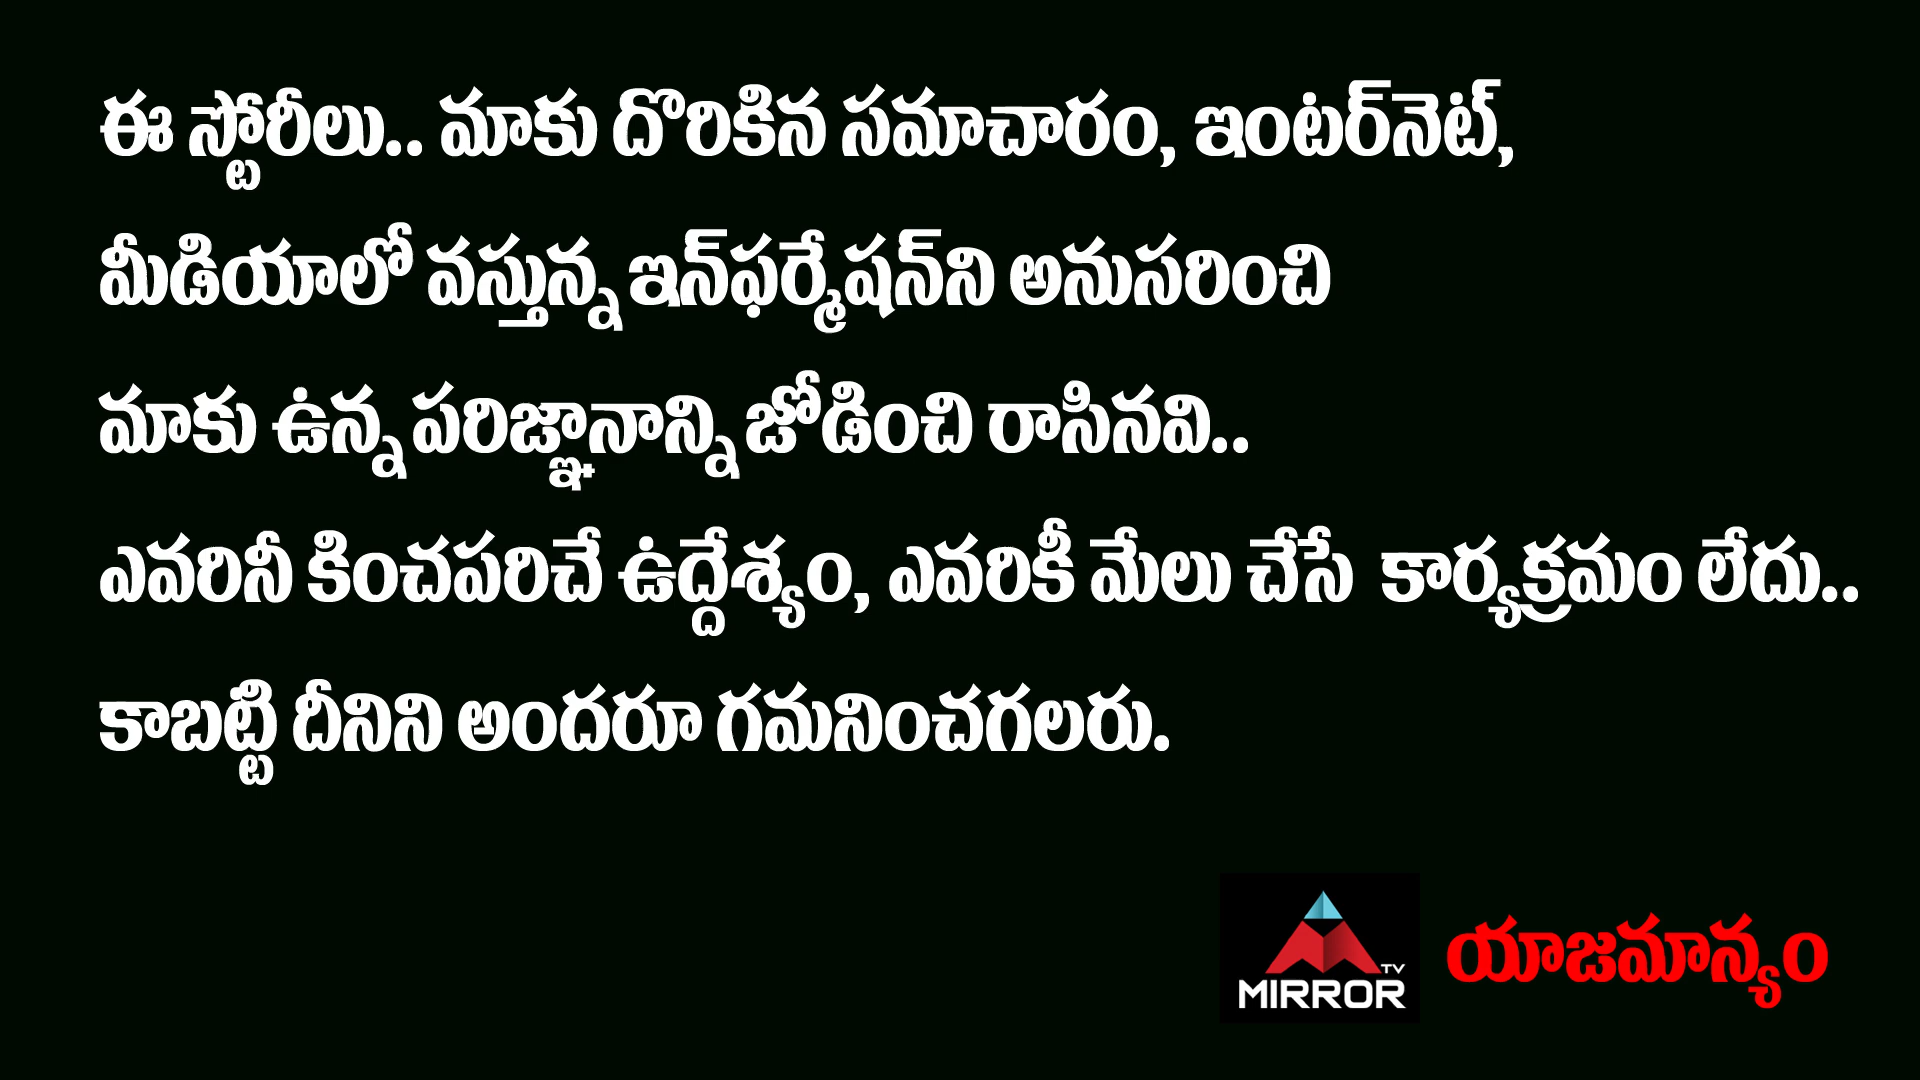 ఈ స్టోరీలు.. మాకు దొరికిన సమాచారం, ఇంటర్‌నెట్,
మీడియాలో వస్తున్న ఇన్‌ఫర్మేషన్‌ని అనుసరించి
మాకు ఉన్న పరిజ్ఞానాన్ని జోడించి రాసినవి..
ఎవరినీ కించపరిచే ఉద్దేశ్యం, ఎవరికీ మేలు చేసే కార్యక్రమం లేదు..
కాబట్టి దీనిని అందరూ గమనించగలరు.
TV
MIRROR యాజమాన్యం